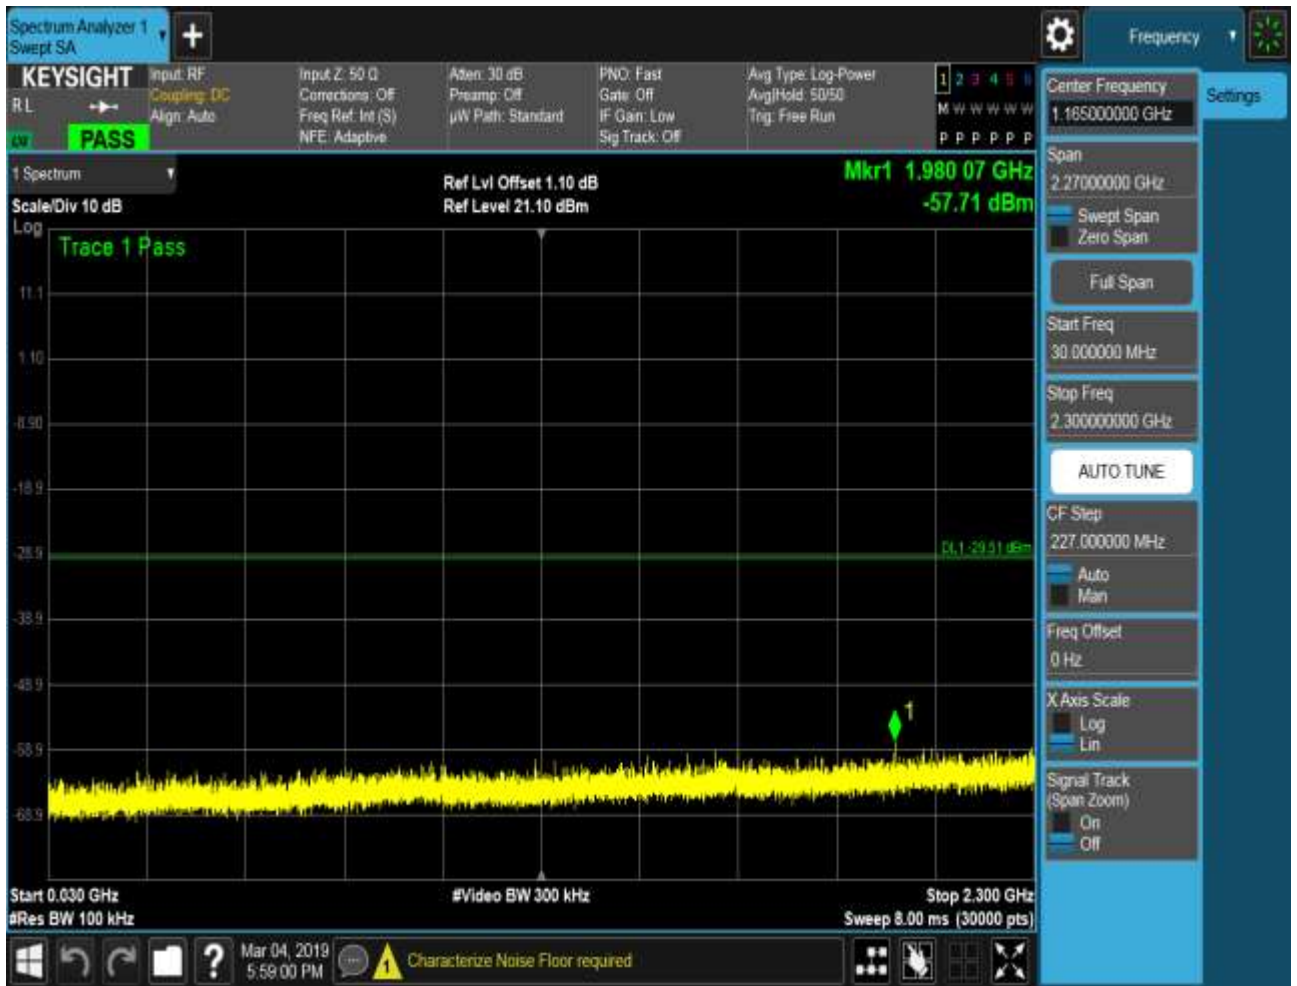 Spectrum Analyzer 1
Swept SA
+
Frequency
KEYSIGHT
R L
PASS
Input: RF
Coupling: DC
Align: Auto
Input Z: 50 Ω
Corrections: Off
Freq Ref: Int (S)
NFE: Adaptive
Atten: 30 dB
Preamp: Off
µW Path: Standard
PNO: Fast
Gate: Off
IF Gain: Low
Sig Track: Off
Avg Type: Log-Power
Avg|Hold: 50/50
Trig: Free Run
1 2 3 4 5 6
M W W W W W
P P P P P P
1 Spectrum
Scale/Div 10 dB
Ref Lvl Offset 1.10 dB
Ref Level 21.10 dBm
Mkr1 1.980 07 GHz
-57.71 dBm
Log
Trace 1 Pass
11.1
1.10
-8.90
-18.9
-28.9
DL1 -29.51 dBm
-38.9
-48.9
1
-58.9
-68.9
Start 0.030 GHz
#Video BW 300 kHz
Stop 2.300 GHz
#Res BW 100 kHz
Sweep 8.00 ms (30000 pts)
Center Frequency
1.165000000 GHz
Settings
Span
2.27000000 GHz
Swept Span
Zero Span
Full Span
Start Freq
30.000000 MHz
Stop Freq
2.300000000 GHz
AUTO TUNE
CF Step
227.000000 MHz
Auto
Man
Freq Offset
0 Hz
X Axis Scale
Log
Lin
Signal Track
(Span Zoom)
On
Off
?
Mar 04, 2019
5:59:00 PM
1
Characterize Noise Floor required